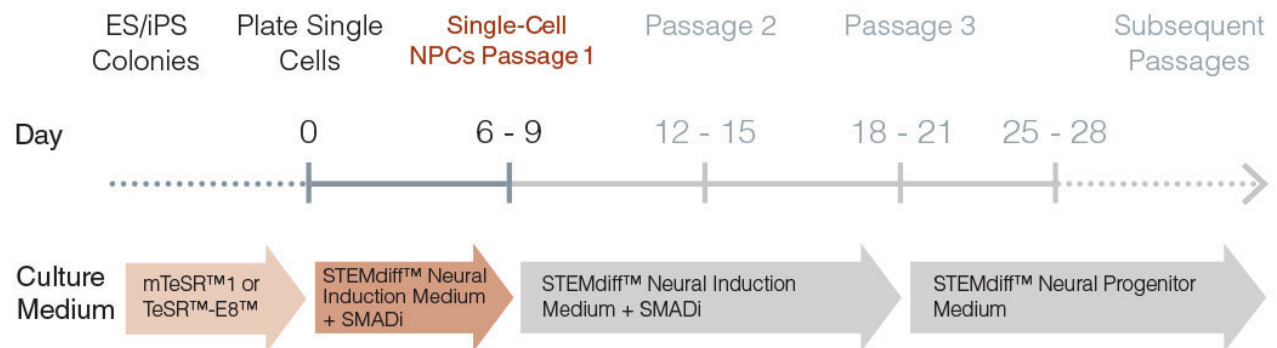 ES/iPS
Colonies
Plate Single
Cells
Single-Cell
NPCs Passage 1
Passage 2
Passage 3
Subsequent
Passages
Day
0
6 - 9
12 - 15
18 - 21
25 - 28
Culture
Medium
mTeSR™1 or
TeSR™-E8™
STEMdiff™ Neural
Induction Medium
+ SMADi
STEMdiff™ Neural Induction
Medium + SMADi
STEMdiff™ Neural Progenitor
Medium